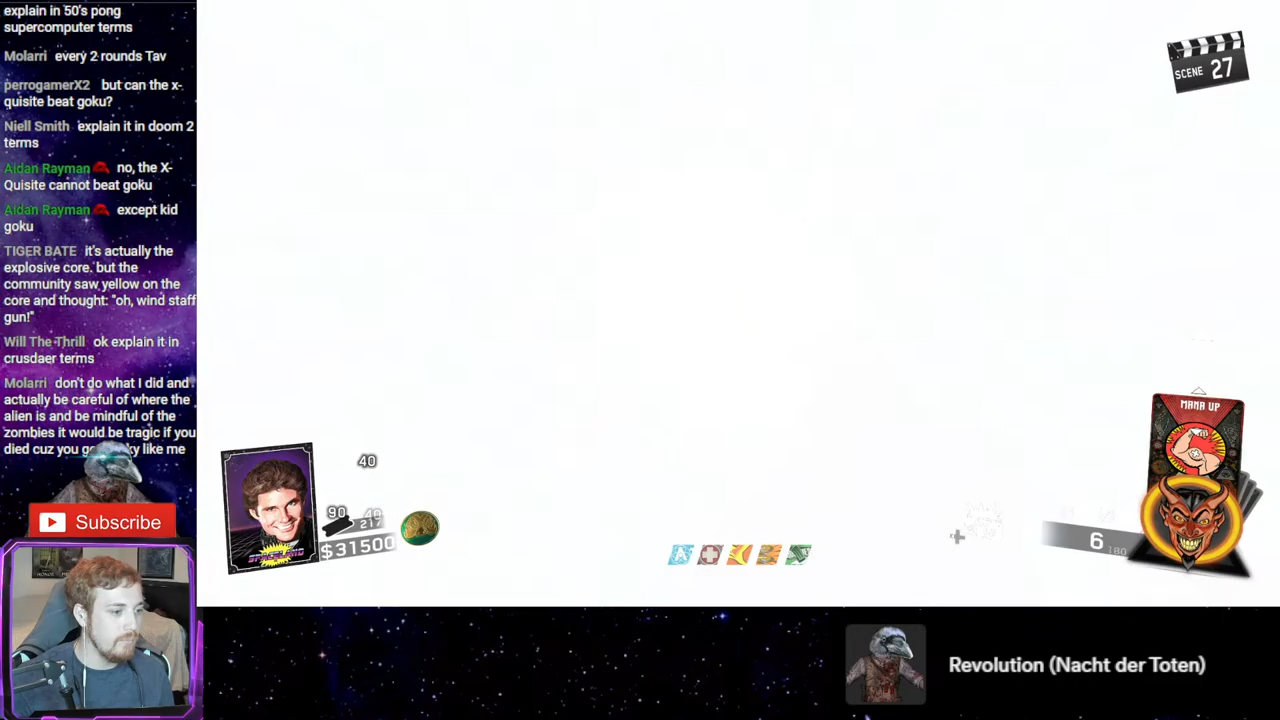 explain in 50's pong
supercomputer terms
Molarri every 2 rounds Tav
perrogamerX2 but can the x-
quisite beat goku?
Niell Smith explain it in doom 2
terms
Aidan Rayman no, the X-
Quisite cannot beat goku
Aidan Rayman except kid
goku
TIGER BATE it's actually the
explosive core. but the
community saw yellow on the
core and thought: "oh, wind staff
gun!"
Will The Thrill ok explain it in
crusdaer terms
Molarri don't do what I did and
actually be careful of where the
alien is and be mindful of the
zombies it would be tragic if you
died cuz you
like me
Subscribe
SCENE 27
MANA UP
40
90
40
217
$31500
SPACELAND
6
180
Revolution (Nacht der Toten)